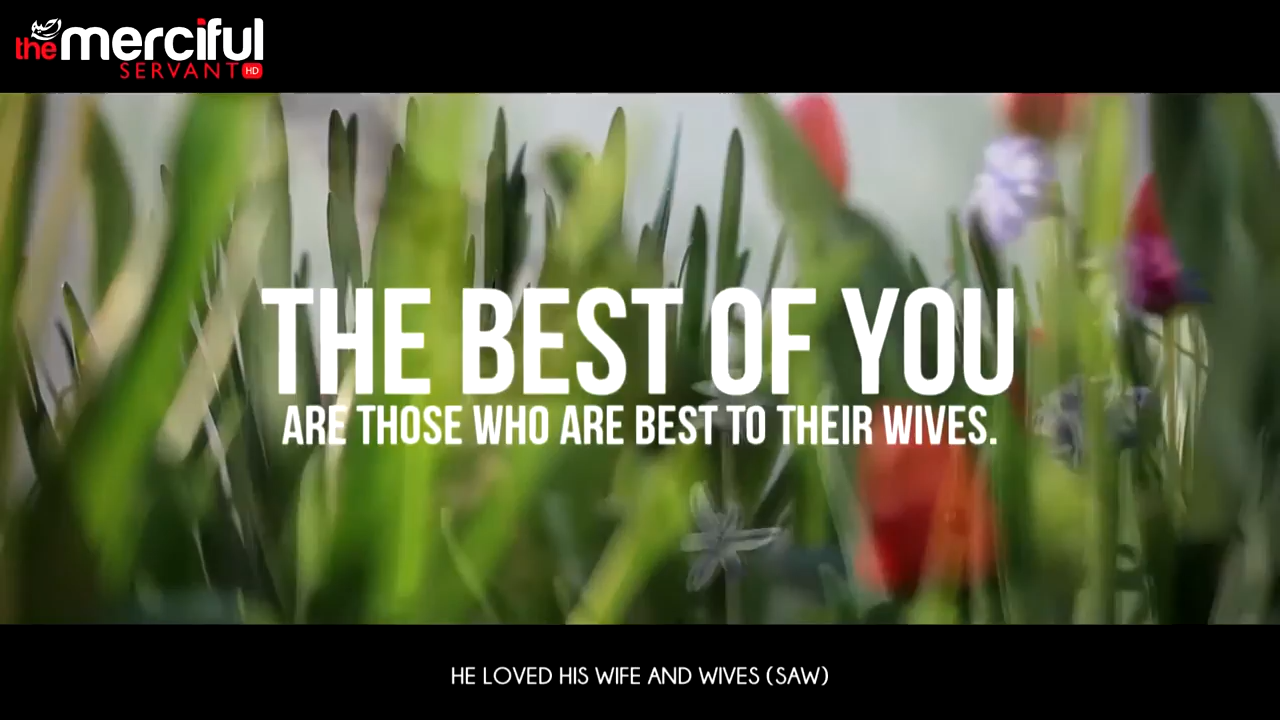 the merciful
SERVANT HD
THE BEST OF YOU
ARE THOSE WHO ARE BEST TO THEIR WIVES.
HE LOVED HIS WIFE AND WIVES (SAW)